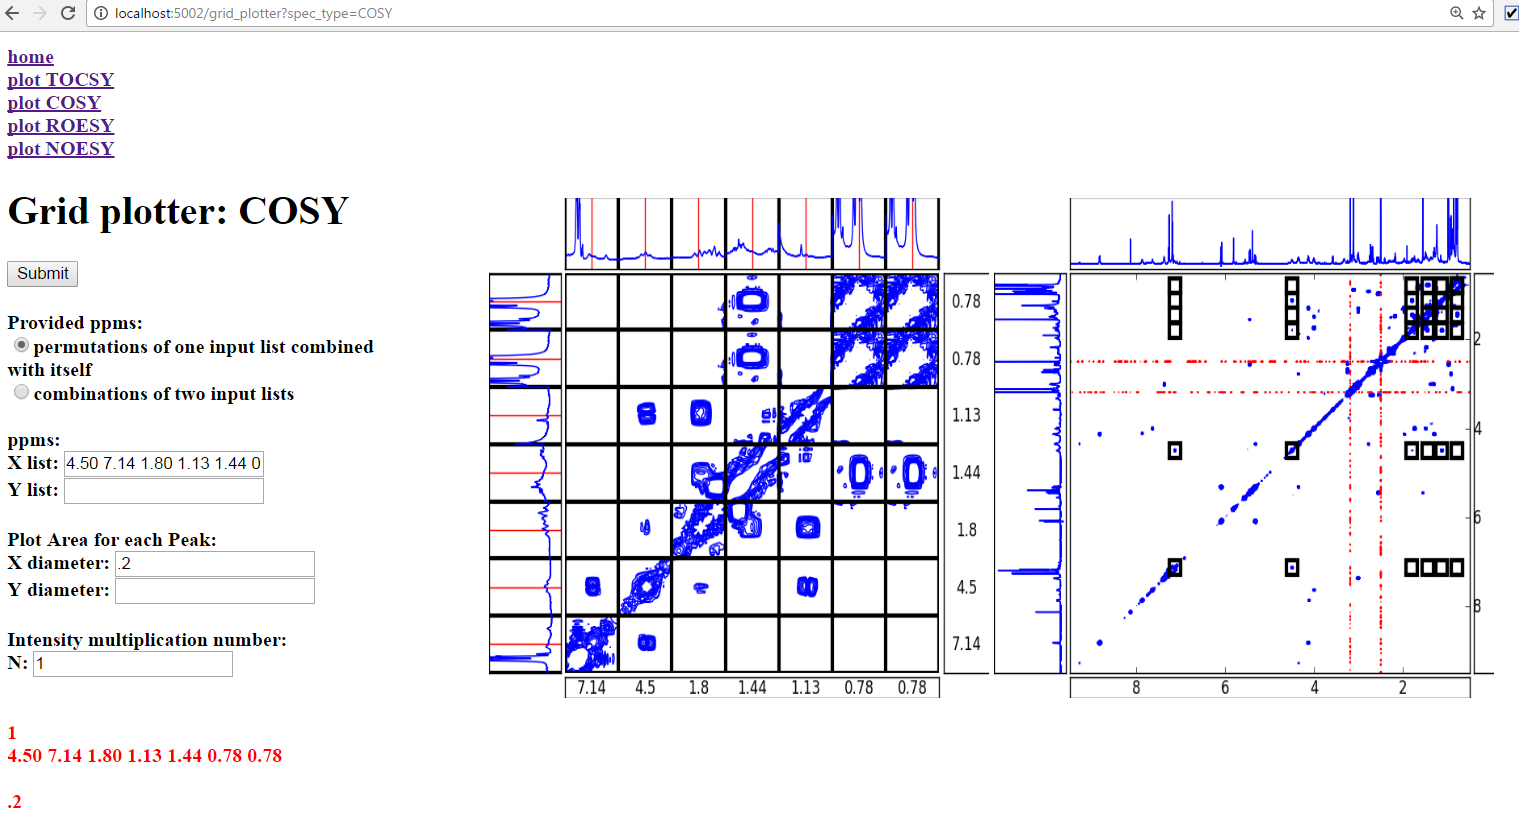 localhost:5002/grid_plotter?spec_type=COSY
home
plot TOCSY
plot COSY
plot ROESY
plot NOESY
Grid plotter: COSY
Submit
Provided ppms:
permutations of one input list combined
with itself
combinations of two input lists
ppms:
X list: 4.50 7.14 1.80 1.13 1.44 0
Y list:
Plot Area for each Peak:
X diameter: .2
Y diameter:
Intensity multiplication number:
N: 1
1
4.50 7.14 1.80 1.13 1.44 0.78 0.78
.2
0.78
0.78
1.13
1.44
1.8
4.5
7.14
7.14 4.5 1.8 1.44 1.13 0.78 0.78
2
4
6
8
8 6 4 2